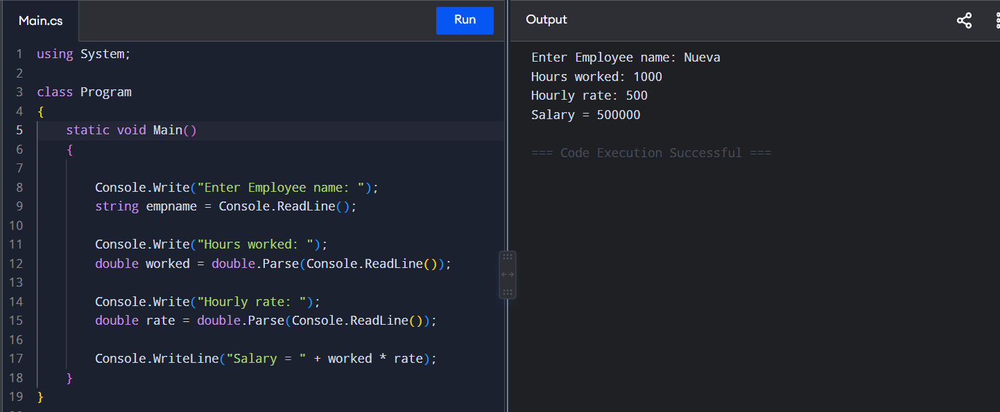 Main.cs
Run
1 using System;
2
3 class Program
4 {
5 static void Main()
6 {
7
8 Console.Write("Enter Employee name: ");
9 string empname = Console.ReadLine();
10
11 Console.Write("Hours worked: ");
12 double worked = double.Parse(Console.ReadLine());
13
14 Console.Write("Hourly rate: ");
15 double rate = double.Parse(Console.ReadLine());
16
17 Console.WriteLine("Salary = " + worked * rate);
18 }
19 }
Output
Enter Employee name: Nueva
Hours worked: 1000
Hourly rate: 500
Salary = 500000
=== Code Execution Successful ===